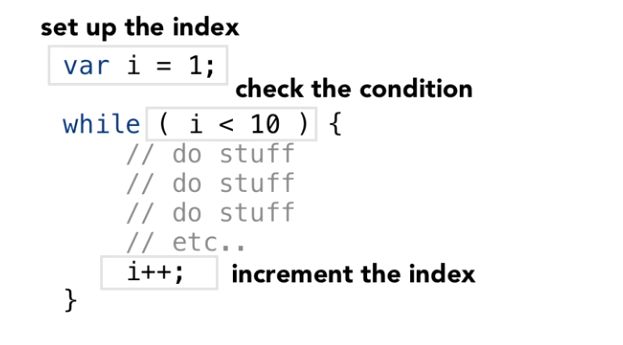 set up the index
var i = 1;
check the condition
while ( i < 10 ) {
// do stuff
// do stuff
// do stuff
// etc..
i++; increment the index
}